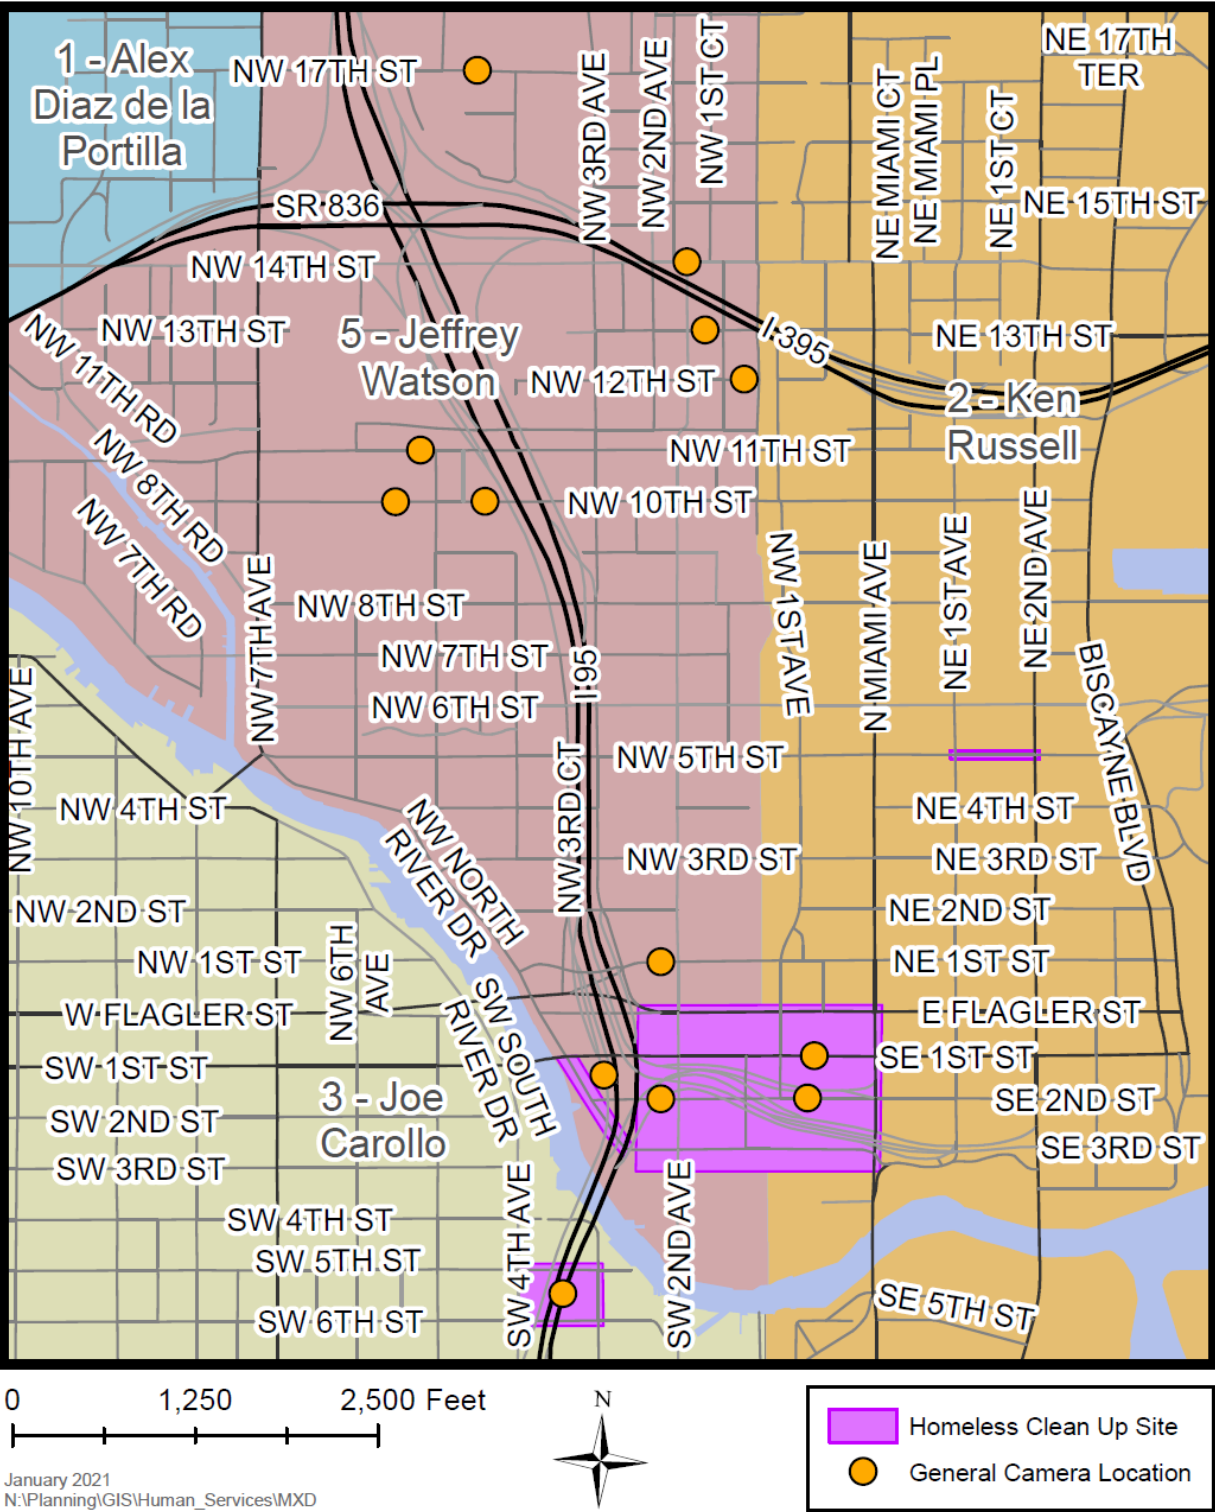 1 - Alex
Diaz de la
Portilla
NW 17TH ST
NW 3RD AVE
NW 2ND AVE
NW 1ST CT
NE MIAMI CT
NE MIAMI PL
NE 1ST CT
NE 17TH
TER
SR 836
NE 15TH ST
NW 14TH ST
NW 13TH ST
5 - Jeffrey
Watson
I 395
NE 13TH ST
NW 11TH RD
NW 12TH ST
2 - Ken
Russell
NW 8TH RD
NW 11TH ST
NW 7TH RD
NW 10TH ST
NW 7TH AVE
NW 8TH ST
NW 1ST AVE
N MIAMI AVE
NE 1ST AVE
NE 2ND AVE
NW 7TH ST
I 95
BISCAYNE BLVD
NW 10TH AVE
NW 6TH ST
NW 3RD CT
NW 5TH ST
NW 4TH ST
NW NORTH
RIVER DR
NE 4TH ST
NW 3RD ST
NE 3RD ST
NW 2ND ST
NE 2ND ST
NW 1ST ST
NW 6TH
AVE
NE 1ST ST
W FLAGLER ST
SW SOUTH
RIVER DR
E FLAGLER ST
SW 1ST ST
SE 1ST ST
3 - Joe
Carollo
SW 2ND ST
SE 2ND ST
SW 3RD ST
SE 3RD ST
SW 4TH AVE
SW 2ND AVE
SW 4TH ST
SW 5TH ST
SW 6TH ST
SE 5TH ST
0 1,250 2,500 Feet
N
Homeless Clean Up Site
General Camera Location
January 2021
N:\Planning\GIS\Human_Services\MXD